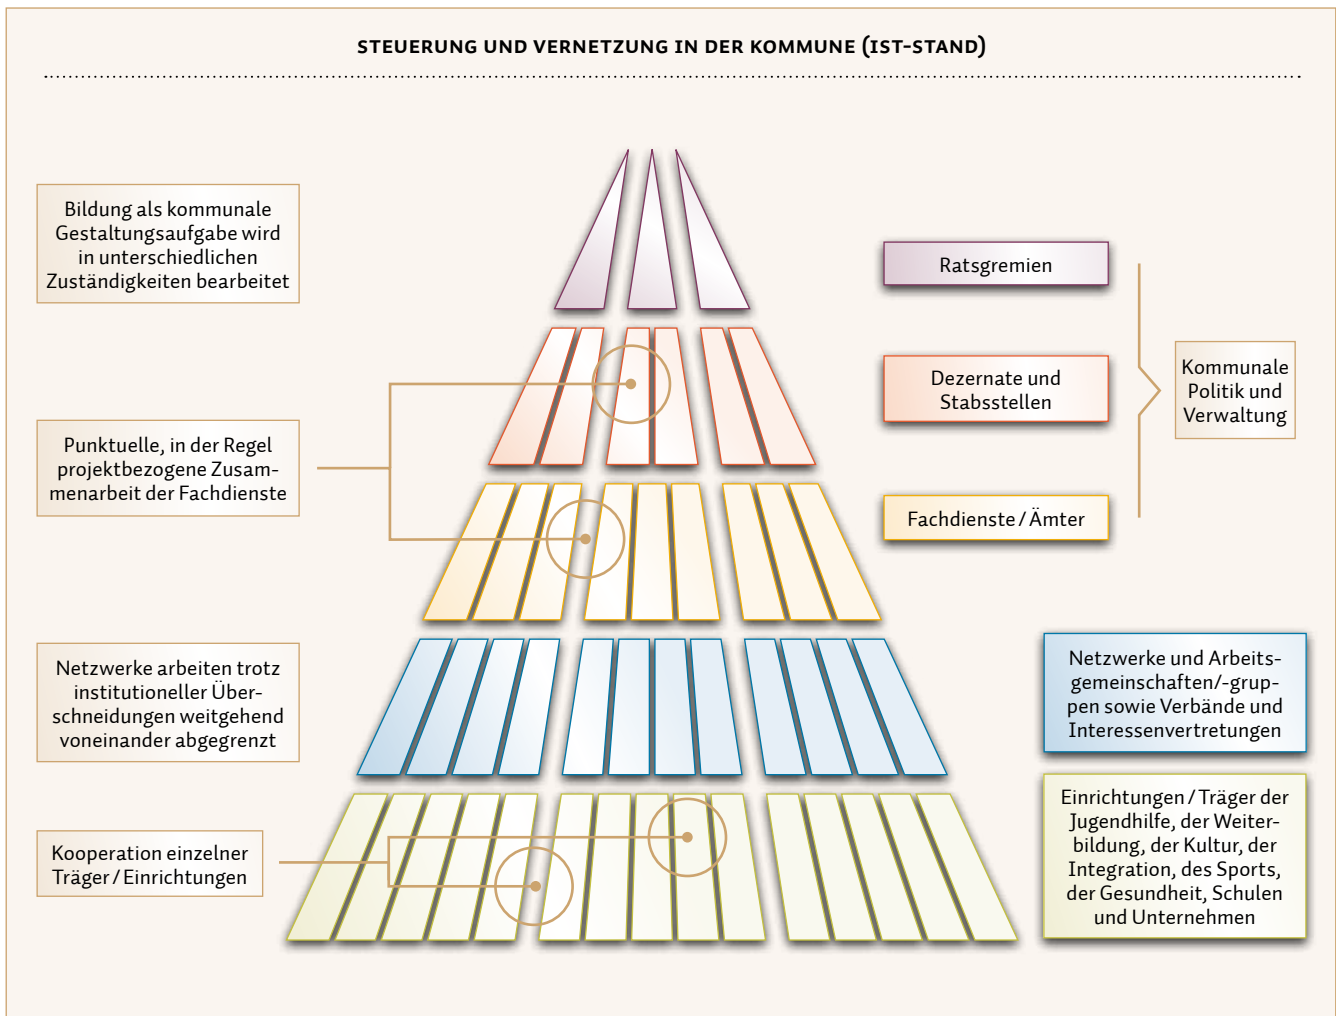 STEUERUNG UND VERNETZUNG IN DER KOMMUNE (IST-STAND)
Bildung als kommunale
Gestaltungsaufgabe wird
in unterschiedlichen
Zuständigkeiten bearbeitet
Punktuelle, in der Regel
projektbezogene Zusam-
menarbeit der Fachdienste
Netzwerke arbeiten trotz
institutioneller Über-
schneidungen weitgehend
voneinander abgegrenzt
Kooperation einzelner
Träger / Einrichtungen
Ratsgremien
Dezernate und
Stabsstellen
Fachdienste / Ämter
Kommunale
Politik und
Verwaltung
Netzwerke und Arbeits-
gemeinschaften/-grup-
pen sowie Verbände und
Interessenvertretungen
Einrichtungen / Träger der
Jugendhilfe, der Weiter-
bildung, der Kultur, der
Integration, des Sports,
der Gesundheit, Schulen
und Unternehmen